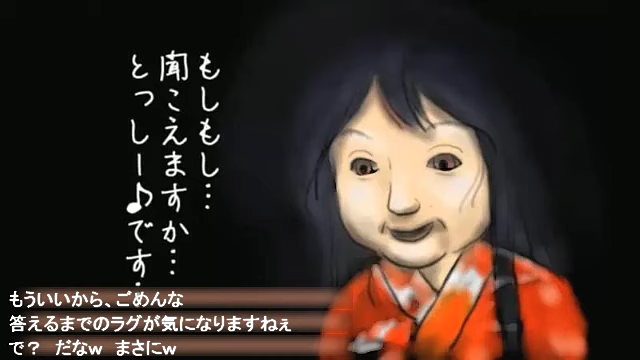 もしもし…
聞こえますか…
とっしー♪です.
もういいから、ごめんな
答えるまでのラグが気になりますねぇ
で？　だなw　まさにw